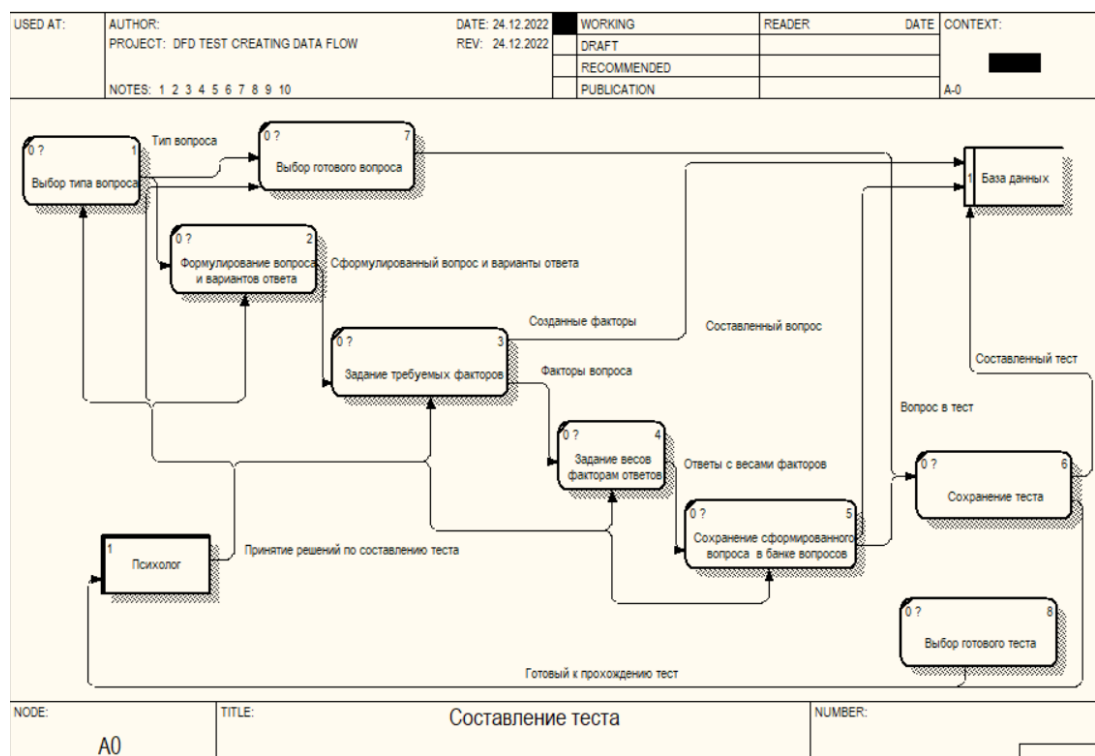 USED AT:
AUTHOR:
DATE: 24.12.2022
WORKING
READER
DATE
CONTEXT:
PROJECT: DFD TEST CREATING DATA FLOW
REV: 24.12.2022
DRAFT
RECOMMENDED
NOTES: 1 2 3 4 5 6 7 8 9 10
PUBLICATION
A-0
0 ?
1
Выбор типа вопроса
Тип вопроса
0 ?
7
Выбор готового вопроса
1
База данных
0 ?
2
Формулирование вопроса
и вариантов ответа
Сформулированный вопрос и варианты ответа
0 ?
3
Задание требуемых факторов
Созданные факторы
Составленный вопрос
Факторы вопроса
Составленный тест
Вопрос в тест
0 ?
4
Задание весов
факторам ответов
Ответы с весами факторов
0 ?
6
Сохранение теста
0 ?
5
Сохранение сформированного
вопроса в банке вопросов
1
Психолог
Принятие решений по составлению теста
0 ?
8
Выбор готового теста
Готовый к прохождению тест
NODE:
TITLE:
NUMBER:
Составление теста
A0